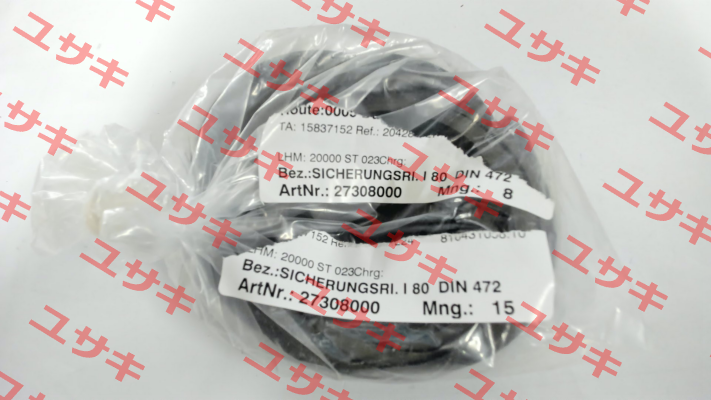 Route:0005
TA: 15837152 Ref.: 20428
LHM: 20000 ST 023Chrg:
Bez.:SICHERUNGSRI. I 80 DIN 472
ArtNr.: 27308000 Mng.: 8
LHM: 20000 ST 023Chrg:
Bez.:SICHERUNGSRI. I 80 DIN 472
ArtNr.: 27308000 Mng.: 15
ユサキ